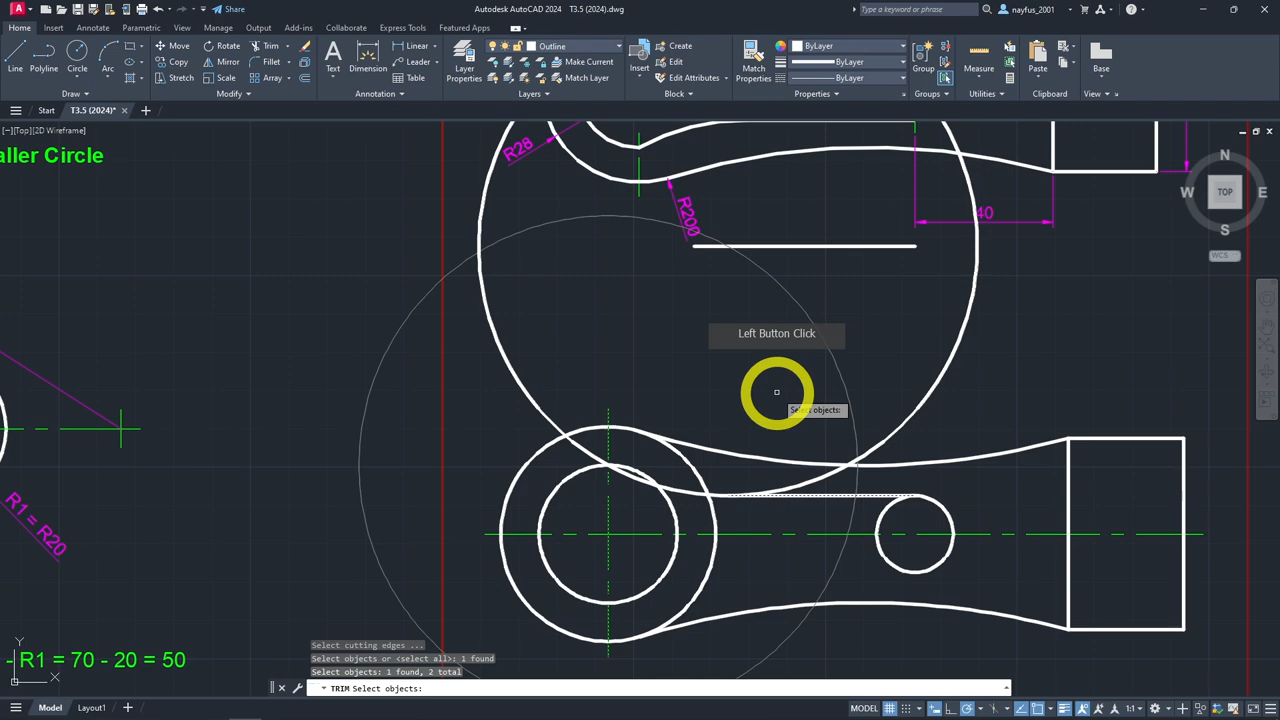 Share
Autodesk AutoCAD 2024 T3.5 (2024).dwg
Type a keyword or phrase
nayfus_2001
Home Insert Annotate Parametric View Manage Output Add-ins Collaborate Express Tools Featured Apps
Line Polyline Circle Arc
Move Rotate Trim
Copy Mirror Fillet
Stretch Scale Array
Text Dimension
Linear
Leader
Table
Layer Properties
Outline
Make Current
Match Layer
Insert
Create
Edit
Edit Attributes
Match Properties
ByLayer
ByLayer
ByLayer
Group
Measure
Paste
Base
Draw Modify Annotation Layers Block Properties Groups Utilities Clipboard View
Start T3.5 (2024)*
[−][Top][2D Wireframe]
aller Circle
N
W TOP E
S
WCS
R28
R200
40
Left Button Click
Select objects:
R1 = R20
Y
X
- R1 = 70 - 20 = 50
Select cutting edges ...
Select objects or <select all>: 1 found
Select objects: 1 found, 2 total
TRIM Select objects:
Model Layout1
MODEL
1:1